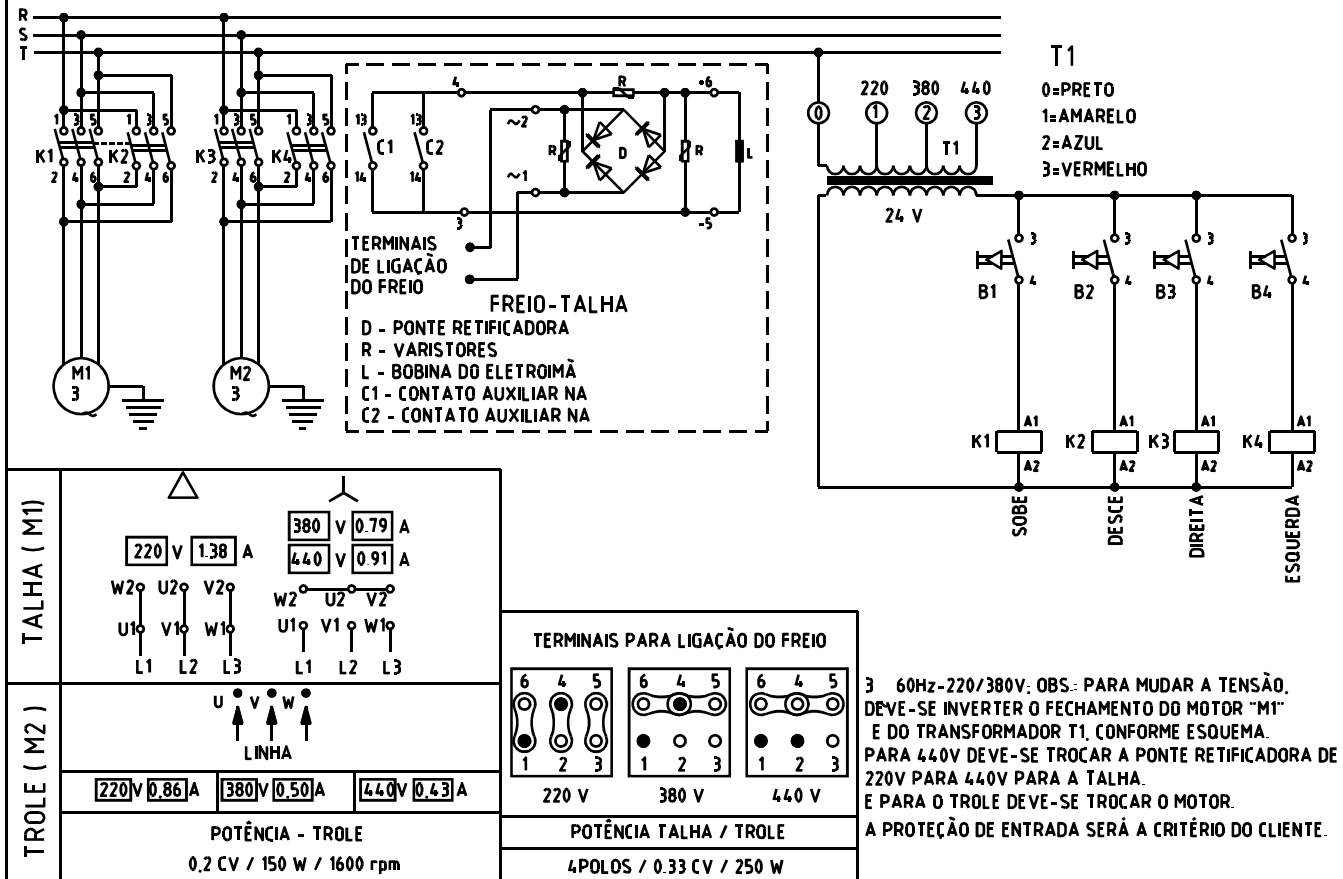 R
S
T
1 3 5 1 3 5
K1 K2
2 4 6 2 4 6
1 3 5 1 3 5
K3 K4
2 4 6 2 4 6
M1
3
~
M2
3
~
4 R +6
13 13
C1 C2
14 14
~2
R D R L
~1
3 -5
TERMINAIS
DE LIGAÇÃO
DO FREIO
FREIO-TALHA
D - PONTE RETIFICADORA
R - VARISTORES
L - BOBINA DO ELETROIMÃ
C1 - CONTATO AUXILIAR NA
C2 - CONTATO AUXILIAR NA
220 380 440
0 1 2 3
T1
24 V
T1
0=PRETO
1=AMARELO
2=AZUL
3=VERMELHO
3 3 3 3
4 4 4 4
B1 B2 B3 B4
A1 A1 A1 A1
K1 K2 K3 K4
A2 A2 A2 A2
SOBE
DESCE
DIREITA
ESQUERDA
TALHA ( M1)
220 V 1.38 A
W2 U2 V2
U1 V1 W1
L1 L2 L3
380 V 0.79 A
440 V 0.91 A
W2 U2 V2
U1 V1 W1
L1 L2 L3
TROLE ( M2 )
U V W
LINHA
220V 0,86 A 380V 0,50 A 440V 0,43 A
POTÊNCIA - TROLE
0,2 CV / 150 W / 1600 rpm
TERMINAIS PARA LIGAÇÃO DO FREIO
6 4 5 6 4 5 6 4 5
1 2 3 1 2 3 1 2 3
220 V 380 V 440 V
POTÊNCIA TALHA / TROLE
4POLOS / 0.33 CV / 250 W
3 60Hz-220/380V; OBS.: PARA MUDAR A TENSÃO,
DEVE-SE INVERTER O FECHAMENTO DO MOTOR "M1"
E DO TRANSFORMADOR T1, CONFORME ESQUEMA.
PARA 440V DEVE-SE TROCAR A PONTE RETIFICADORA DE
220V PARA 440V PARA A TALHA.
E PARA O TROLE DEVE-SE TROCAR O MOTOR.
A PROTEÇÃO DE ENTRADA SERÁ A CRITÉRIO DO CLIENTE.